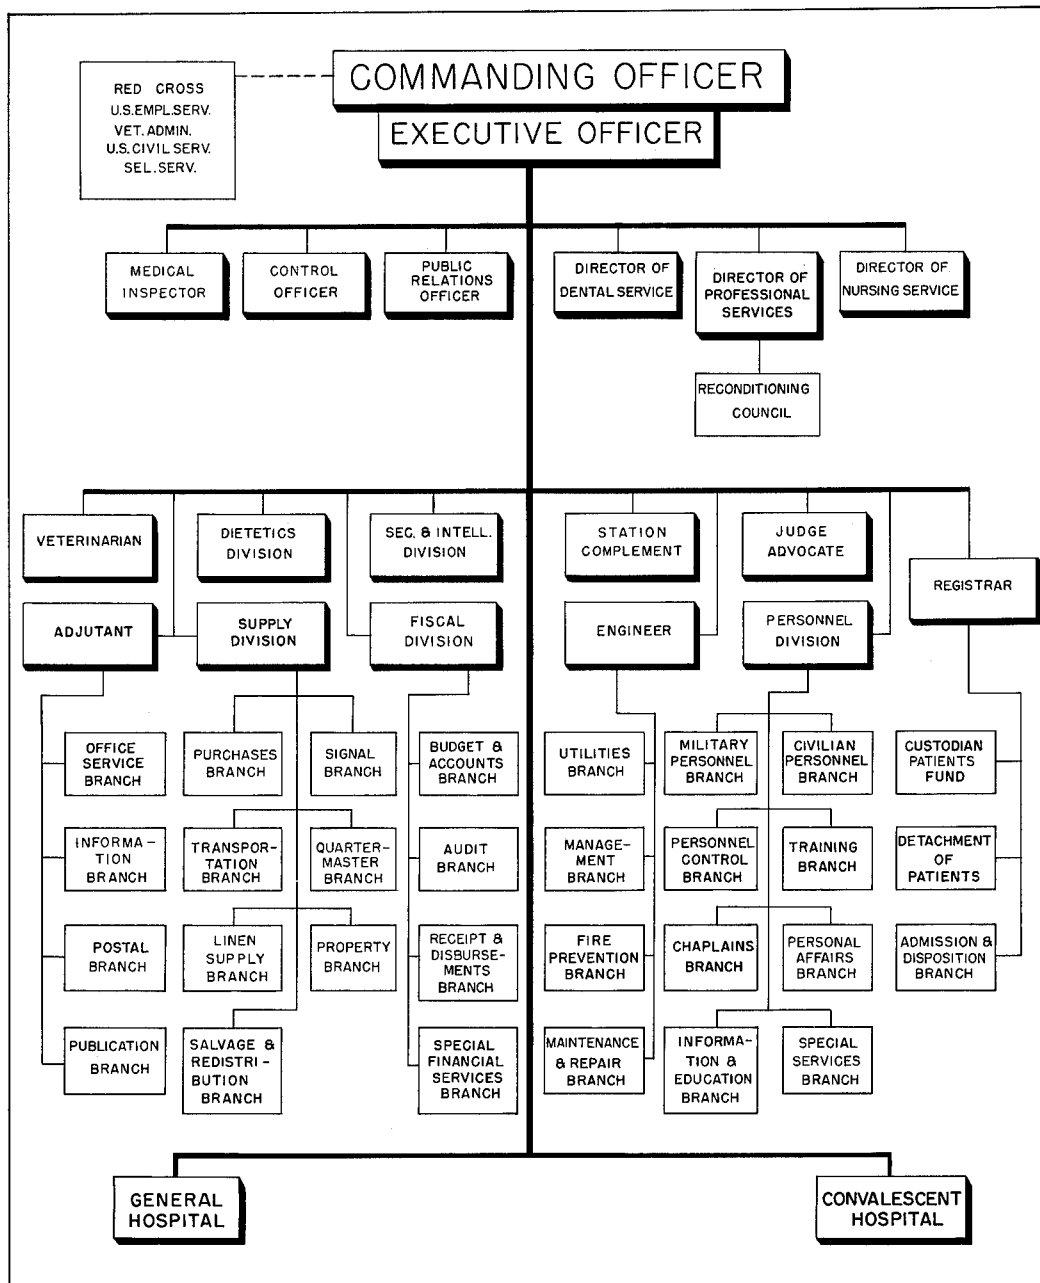 COMMANDING OFFICER
EXECUTIVE OFFICER
RED CROSS
U.S. EMPL. SERV.
VET. ADMIN.
U.S. CIVIL SERV.
SEL. SERV.
MEDICAL
INSPECTOR
CONTROL
OFFICER
PUBLIC
RELATIONS
OFFICER
DIRECTOR OF
DENTAL SERVICE
DIRECTOR OF
PROFESSIONAL
SERVICES
DIRECTOR OF
NURSING SERVICE
RECONDITIONING
COUNCIL
VETERINARIAN
DIETETICS
DIVISION
SEC. & INTELL.
DIVISION
STATION
COMPLEMENT
JUDGE
ADVOCATE
REGISTRAR
ADJUTANT
SUPPLY
DIVISION
FISCAL
DIVISION
ENGINEER
PERSONNEL
DIVISION
OFFICE
SERVICE
BRANCH
PURCHASES
BRANCH
SIGNAL
BRANCH
BUDGET &
ACCOUNTS
BRANCH
UTILITIES
BRANCH
MILITARY
PERSONNEL
BRANCH
CIVILIAN
PERSONNEL
BRANCH
CUSTODIAN
PATIENTS
FUND
INFORMA-
TION
BRANCH
TRANSPOR-
TATION
BRANCH
QUARTER-
MASTER
BRANCH
AUDIT
BRANCH
MANAGE-
MENT
BRANCH
PERSONNEL
CONTROL
BRANCH
TRAINING
BRANCH
DETACHMENT
OF
PATIENTS
POSTAL
BRANCH
LINEN
SUPPLY
BRANCH
PROPERTY
BRANCH
RECEIPT &
DISBURSE-
MENTS
BRANCH
FIRE
PREVENTION
BRANCH
CHAPLAINS
BRANCH
PERSONAL
AFFAIRS
BRANCH
ADMISSION &
DISPOSITION
BRANCH
PUBLICATION
BRANCH
SALVAGE &
REDISTRI-
BUTION
BRANCH
SPECIAL
FINANCIAL
SERVICES
BRANCH
MAINTENANCE
& REPAIR
BRANCH
INFORMA-
TION &
EDUCATION
BRANCH
SPECIAL
SERVICES
BRANCH
GENERAL
HOSPITAL
CONVALESCENT
HOSPITAL